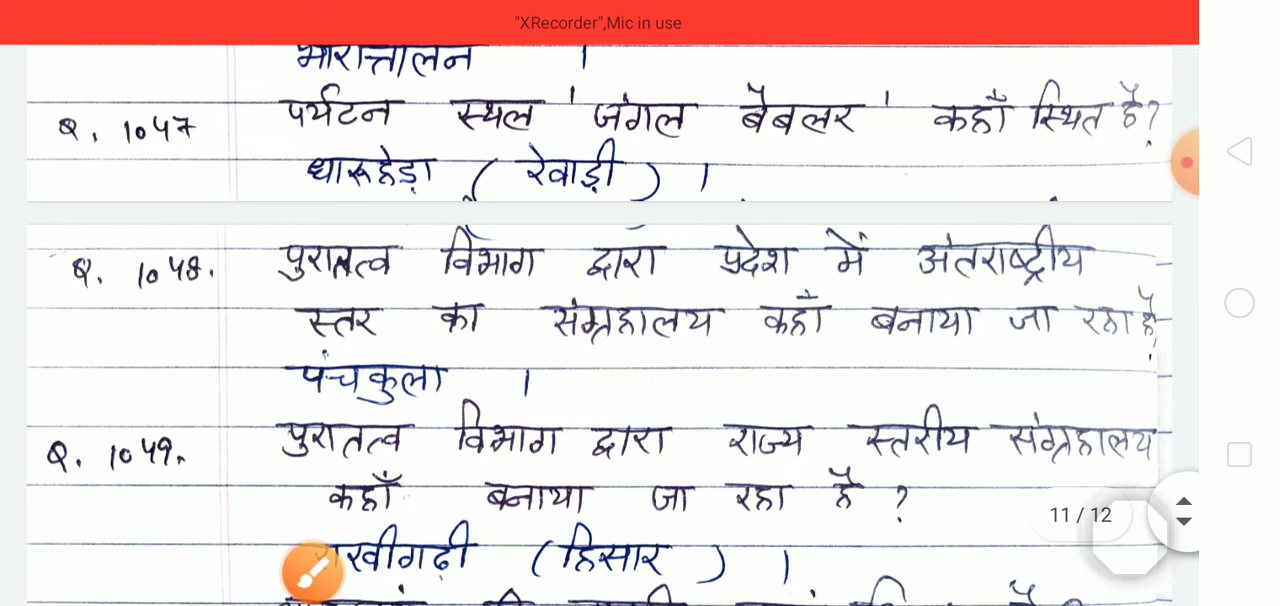 "XRecorder",Mic in use
भारोत्तालन ।
Q. 1047 पर्यटन स्थल 'जंगल बैबलर' कहाँ स्थित है?
धारूहेड़ा ( रेवाड़ी ) ।
Q. 1048. पुरातत्व विभाग द्वारा प्रदेश में अंतराष्ट्रीय
स्तर का संग्रहालय कहाँ बनाया जा रहा है
पंचकुला ।
Q. 1049. पुरातत्व विभाग द्वारा राज्य स्तरीय संग्रहालय
कहाँ बनाया जा रहा है ?
11 / 12
राखीगढ़ी (हिसार ) ।